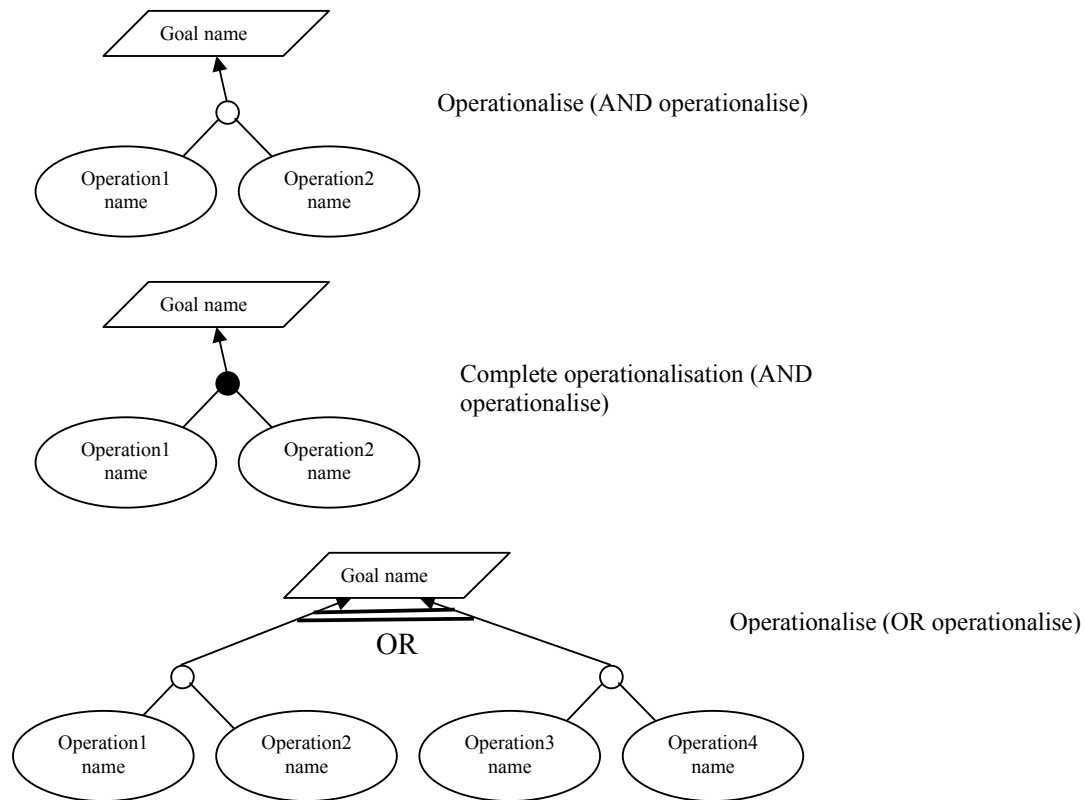 Goal name
Operationalise (AND operationalise)
Operation1
name
Operation2
name
Goal name
Complete operationalisation (AND
operationalise)
Operation1
name
Operation2
name
Goal name
Operationalise (OR operationalise)
OR
Operation1
name
Operation2
name
Operation3
name
Operation4
name